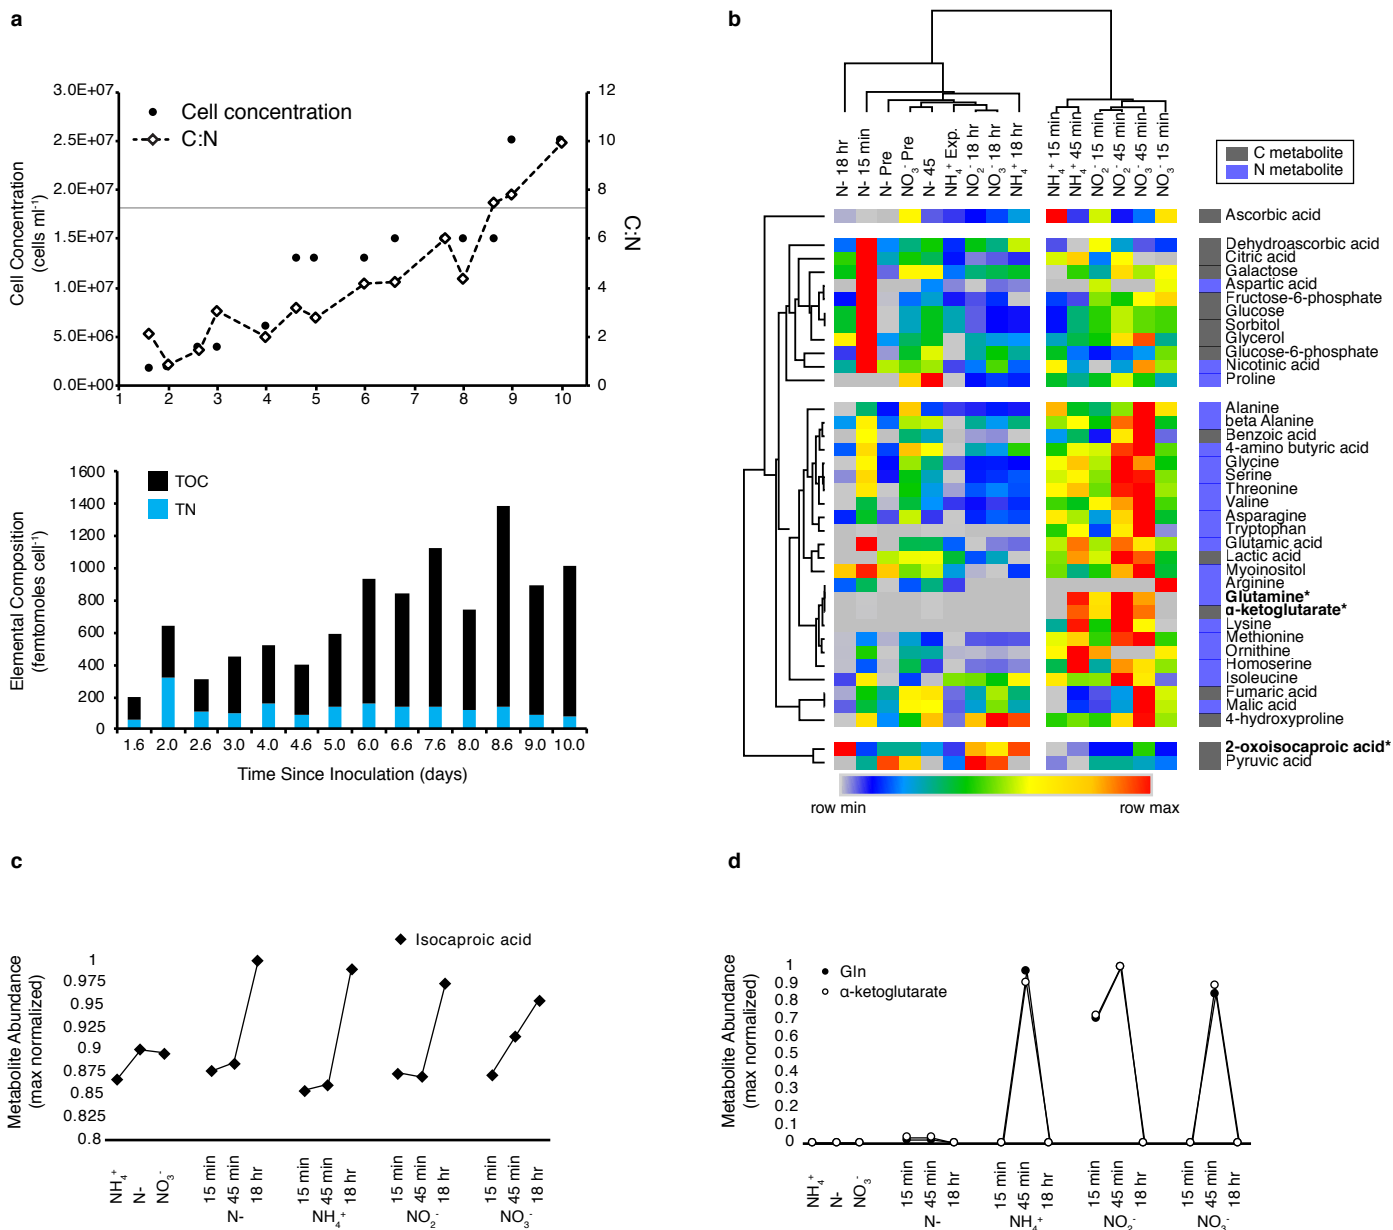 a
3.0E+07
2.5E+07
2.0E+07
1.5E+07
1.0E+07
5.0E+06
0.0E+00
Cell Concentration
(cells ml⁻¹)
Cell concentration
C:N
12
10
8
6
4
2
0
C:N
1 2 3 4 5 6 7 8 9 10
1600
1400
1200
1000
800
600
400
200
0
Elemental Composition
(femtomoles cell⁻¹)
TOC
TN
1.6 2.0 2.6 3.0 4.0 4.6 5.0 6.0 6.6 7.6 8.0 8.6 9.0 10.0
Time Since Inoculation (days)
b
N- 18 hr
N- 15 min
N- Pre
NO₃⁻ Pre
N- 45
NH₄⁺ Exp.
NO₂⁻ 18 hr
NO₃⁻ 18 hr
NH₄⁺ 18 hr
NH₄⁺ 15 min
NH₄⁺ 45 min
NO₂⁻ 15 min
NO₂⁻ 45 min
NO₃⁻ 45 min
NO₃⁻ 15 min
C metabolite
N metabolite
Ascorbic acid
Dehydroascorbic acid
Citric acid
Galactose
Aspartic acid
Fructose-6-phosphate
Glucose
Sorbitol
Glycerol
Glucose-6-phosphate
Nicotinic acid
Proline
Alanine
beta Alanine
Benzoic acid
4-amino butyric acid
Glycine
Serine
Threonine
Valine
Asparagine
Tryptophan
Glutamic acid
Lactic acid
Myoinositol
Arginine
Glutamine*
α-ketoglutarate*
Lysine
Methionine
Ornithine
Homoserine
Isoleucine
Fumaric acid
Malic acid
4-hydroxyproline
2-oxoisocaproic acid*
Pyruvic acid
row min
row max
c
Metabolite Abundance
(max normalized)
1
0.975
0.95
0.925
0.9
0.875
0.85
0.825
0.8
Isocaproic acid
NH₄⁺
N-
NO₃⁻
15 min
45 min
18 hr
15 min
45 min
18 hr
15 min
45 min
18 hr
15 min
45 min
18 hr
N- NH₄⁺ NO₂⁻ NO₃⁻
d
Metabolite Abundance
(max normalized)
1
0.9
0.8
0.7
0.6
0.5
0.4
0.3
0.2
0.1
0
Gln
α-ketoglutarate
NH₄⁺
N-
NO₃⁻
15 min
45 min
18 hr
15 min
45 min
18 hr
15 min
45 min
18 hr
15 min
45 min
18 hr
N- NH₄⁺ NO₂⁻ NO₃⁻